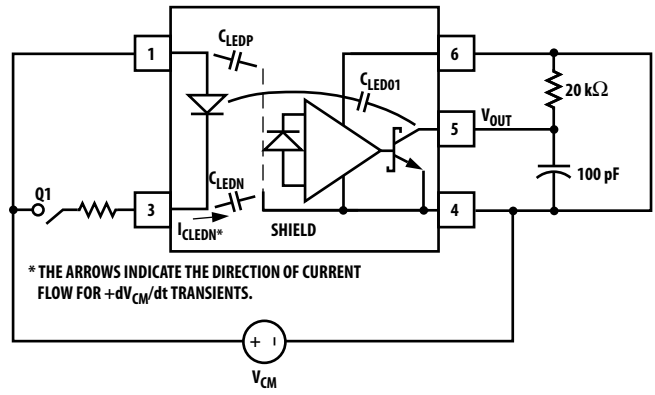 C_LEDP
1
6
C_LEDO1
20 kΩ
V_OUT
5
Q1
C_LEDN
100 pF
3
4
I_CLEDN*
SHIELD
* THE ARROWS INDICATE THE DIRECTION OF CURRENT
FLOW FOR +dV_CM/dt TRANSIENTS.
+ –
V_CM